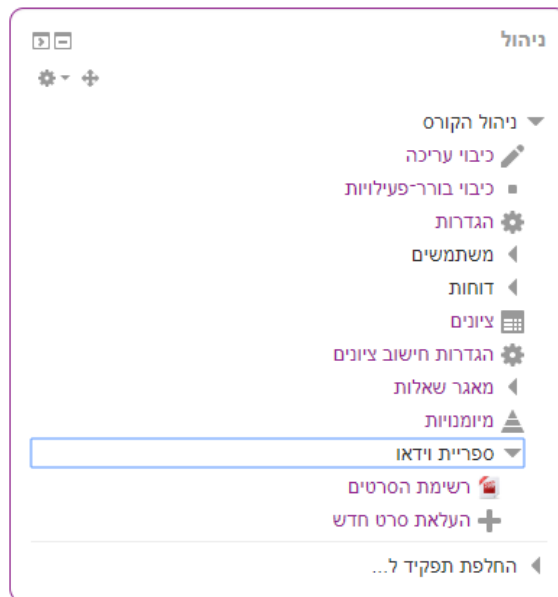 ניהול
ניהול הקורס
כיבוי עריכה
כיבוי בורר־פעילויות
הגדרות
משתמשים
דוחות
ציונים
הגדרות חישוב ציונים
מאגר שאלות
מיומנויות
ספריית וידאו
רשימת הסרטים
העלאת סרט חדש
החלפת תפקיד ל...